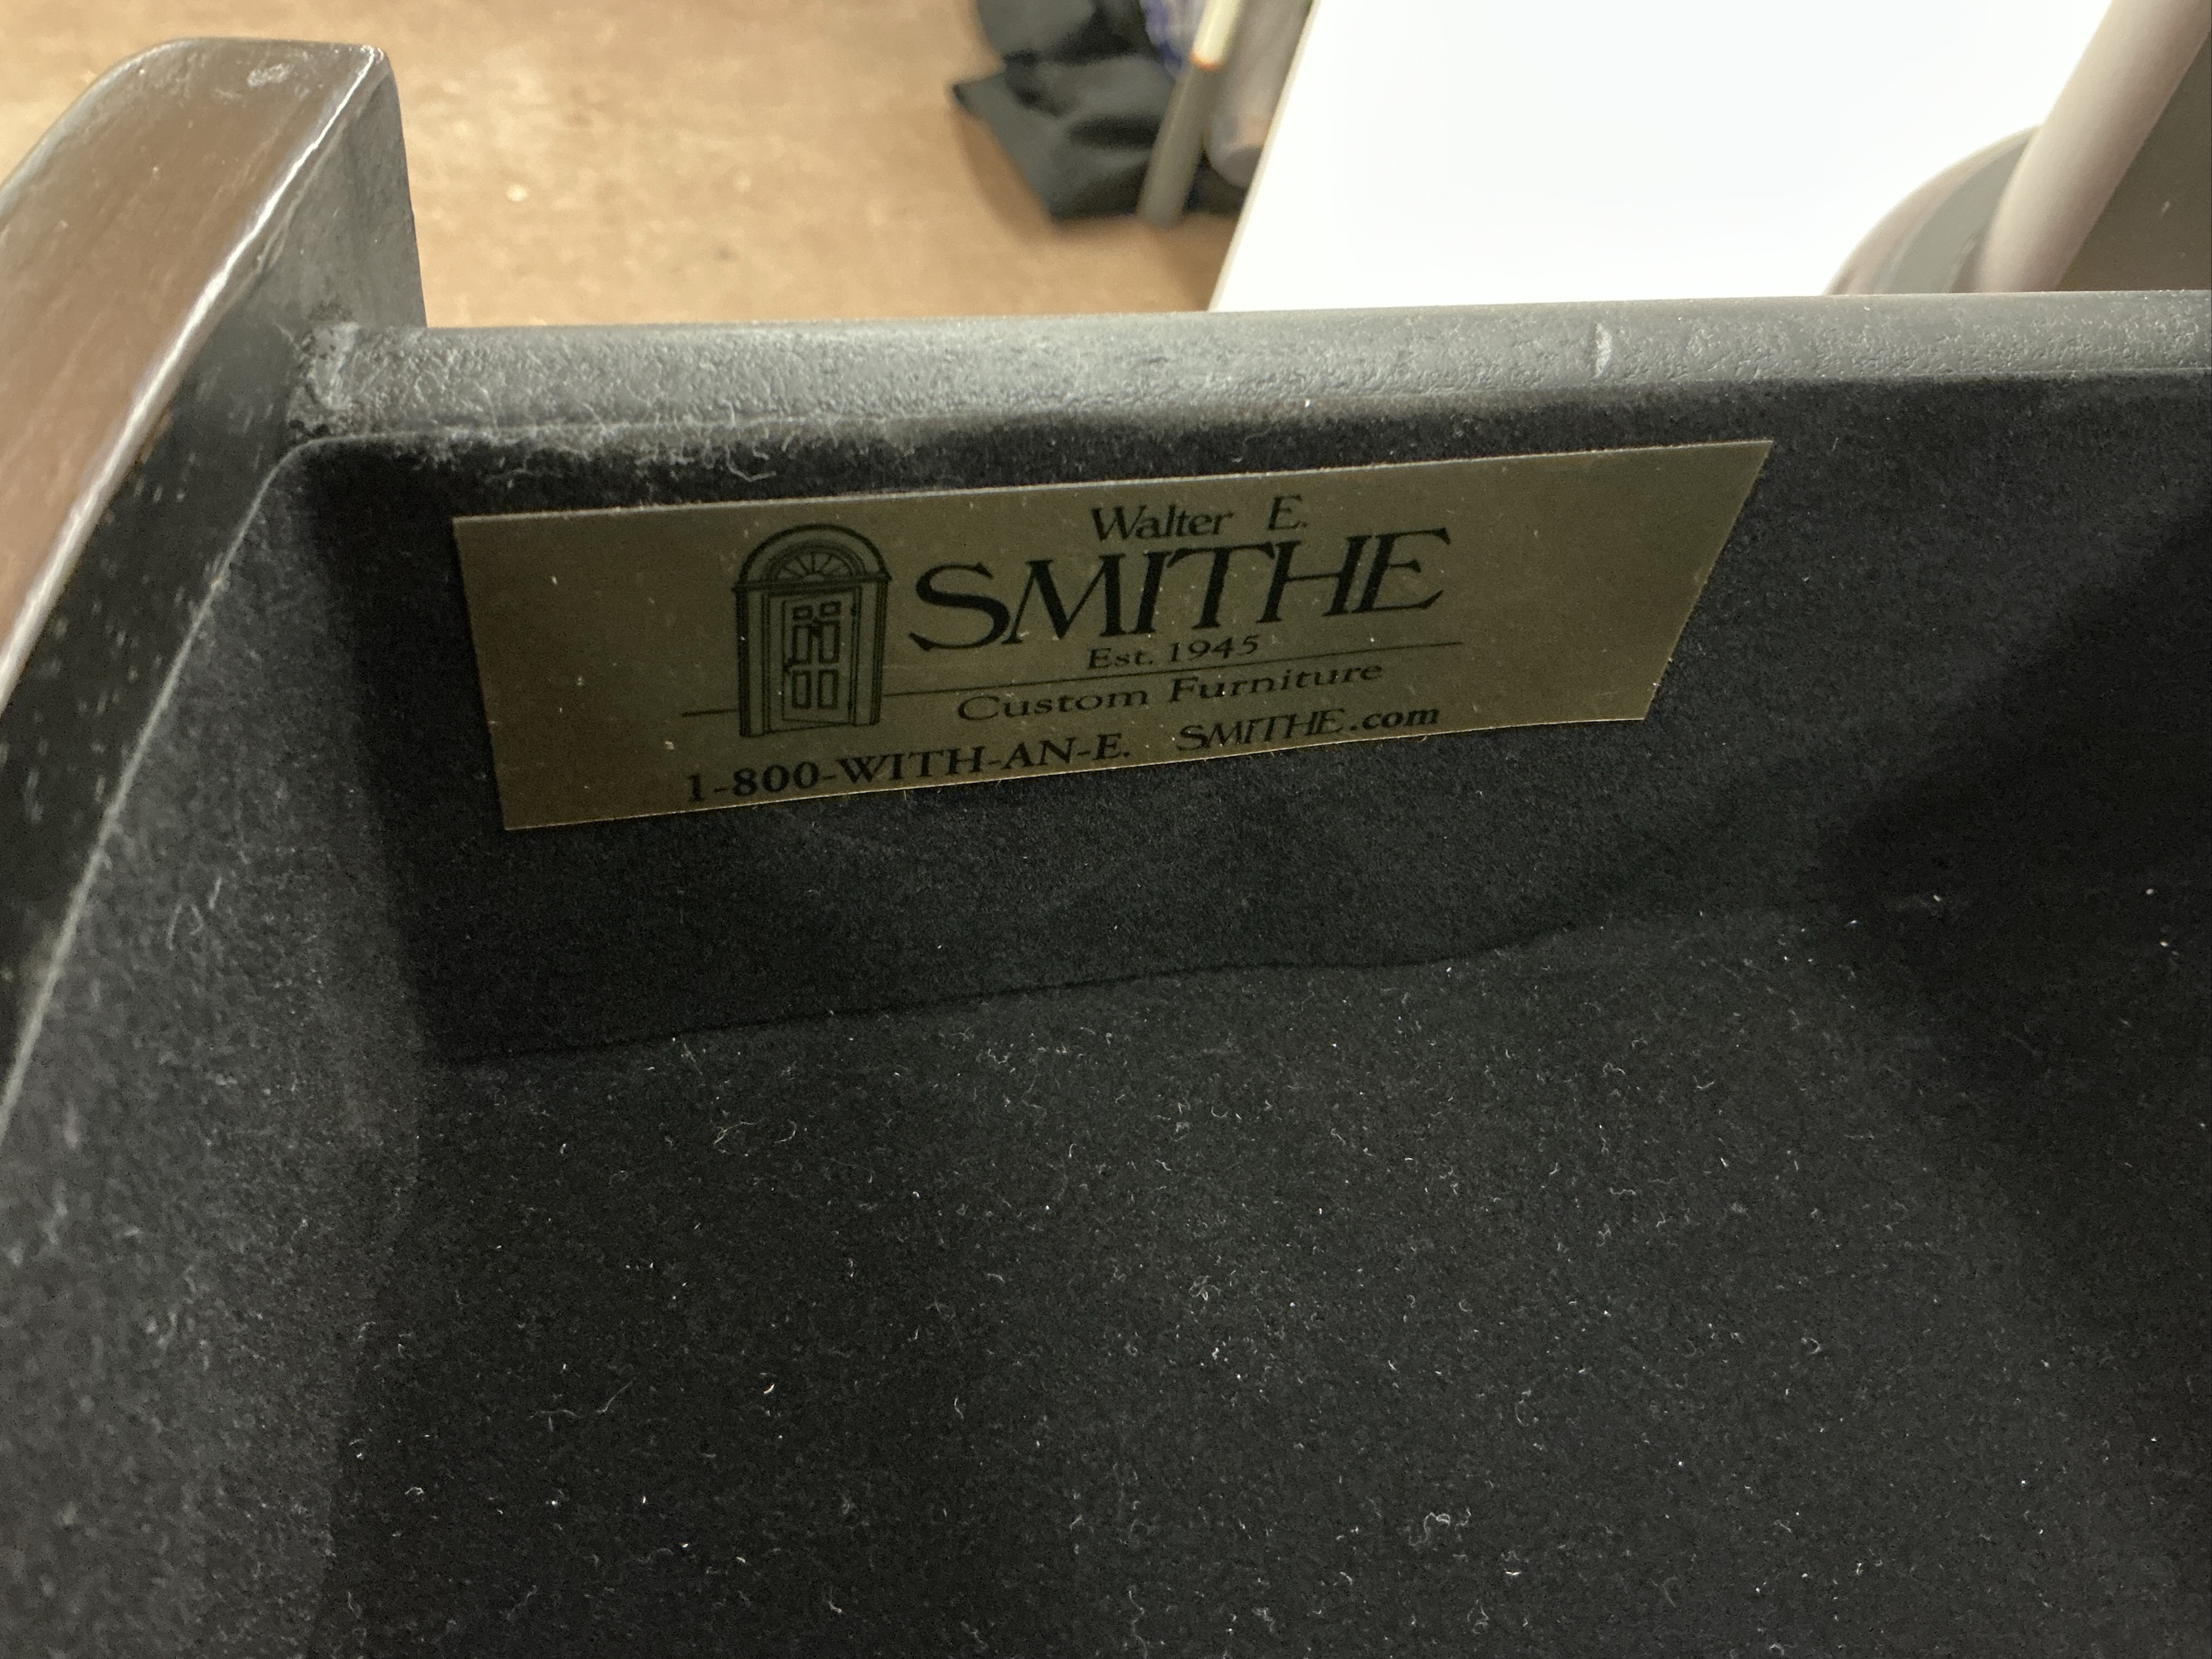 Walter E.
SMITHE
Est. 1945
Custom Furniture
1-800-WITH-AN-E. SMITHE.com